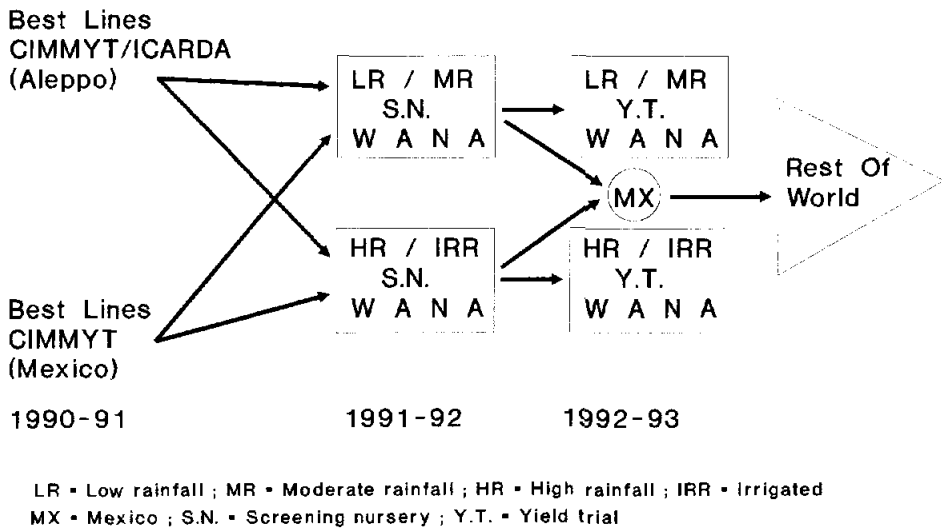 Best Lines
CIMMYT/ICARDA
(Aleppo)
LR / MR
S.N.
W A N A
LR / MR
Y.T.
W A N A
MX
Rest Of
World
HR / IRR
S.N.
W A N A
HR / IRR
Y.T.
W A N A
Best Lines
CIMMYT
(Mexico)
1990-91 1991-92 1992-93
LR - Low rainfall ; MR - Moderate rainfall ; HR - High rainfall ; IRR - Irrigated
MX - Mexico ; S.N. - Screening nursery ; Y.T. - Yield trial